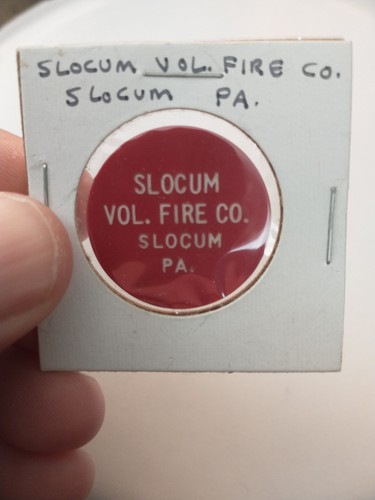 SLOCUM VOL. FIRE CO.
SLOCUM PA.
SLOCUM
VOL. FIRE CO.
SLOCUM
PA.